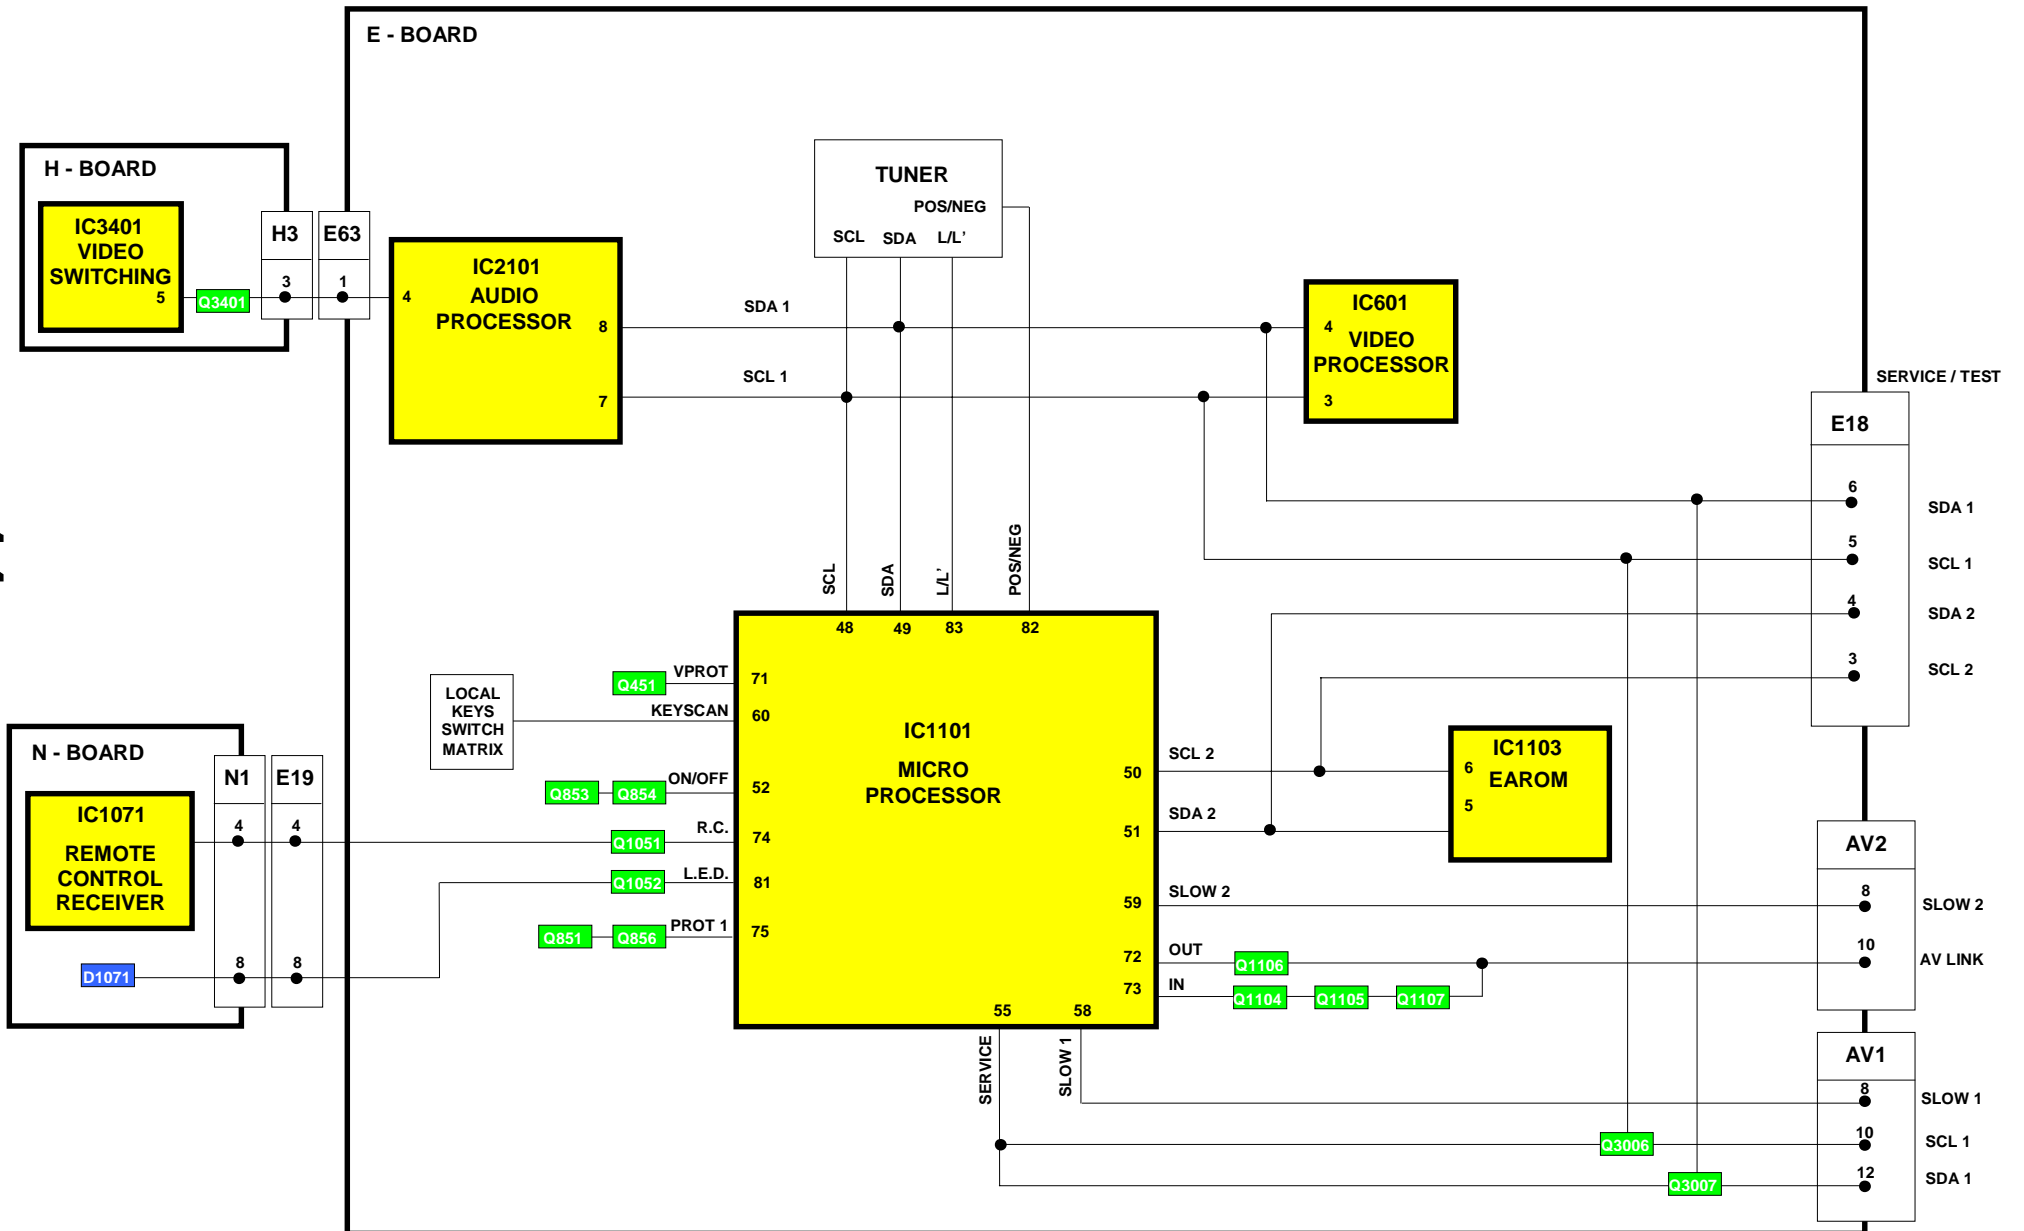 E - BOARD
H - BOARD
IC3401
VIDEO
SWITCHING
5
Q3401
H3
3
E63
1
IC2101
AUDIO
PROCESSOR
4
8
7
TUNER
POS/NEG
SCL SDA L/L'
SDA 1
SCL 1
IC601
VIDEO
PROCESSOR
4
3
SERVICE / TEST
E18
6
SDA 1
5
SCL 1
4
SDA 2
3
SCL 2
SCL
SDA
L/L'
POS/NEG
48 49 83 82
IC1101
MICRO
PROCESSOR
LOCAL
KEYS
SWITCH
MATRIX
Q451
VPROT
71
KEYSCAN
60
Q853
Q854
ON/OFF
52
Q1051
R.C.
74
Q1052
L.E.D.
81
Q851
Q856
PROT 1
75
N - BOARD
IC1071
REMOTE
CONTROL
RECEIVER
D1071
N1
4
8
E19
4
8
50
SCL 2
51
SDA 2
IC1103
EAROM
6
5
59
SLOW 2
72
OUT
Q1106
73
IN
Q1104
Q1105
Q1107
55 58
SERVICE
SLOW 1
AV2
8
SLOW 2
10
AV LINK
AV1
8
SLOW 1
Q3006
10
SCL 1
Q3007
12
SDA 1